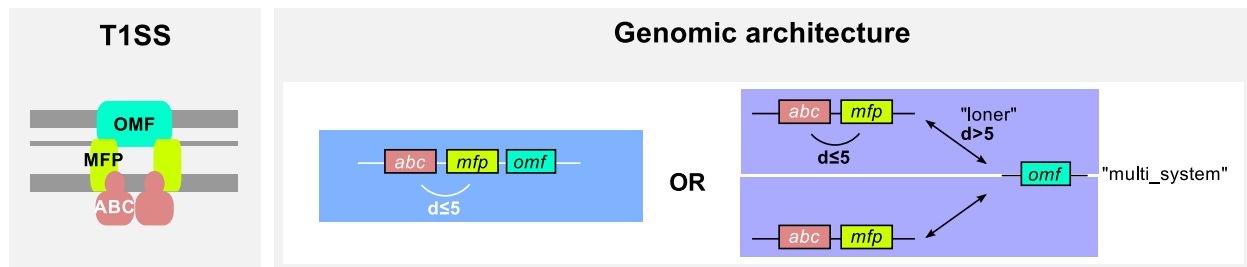 T1SS
OMF
MFP
ABC
Genomic architecture
abc mfp omf
d≤5
OR
abc mfp
d≤5
"loner"
d>5
omf
"multi_system"
abc mfp